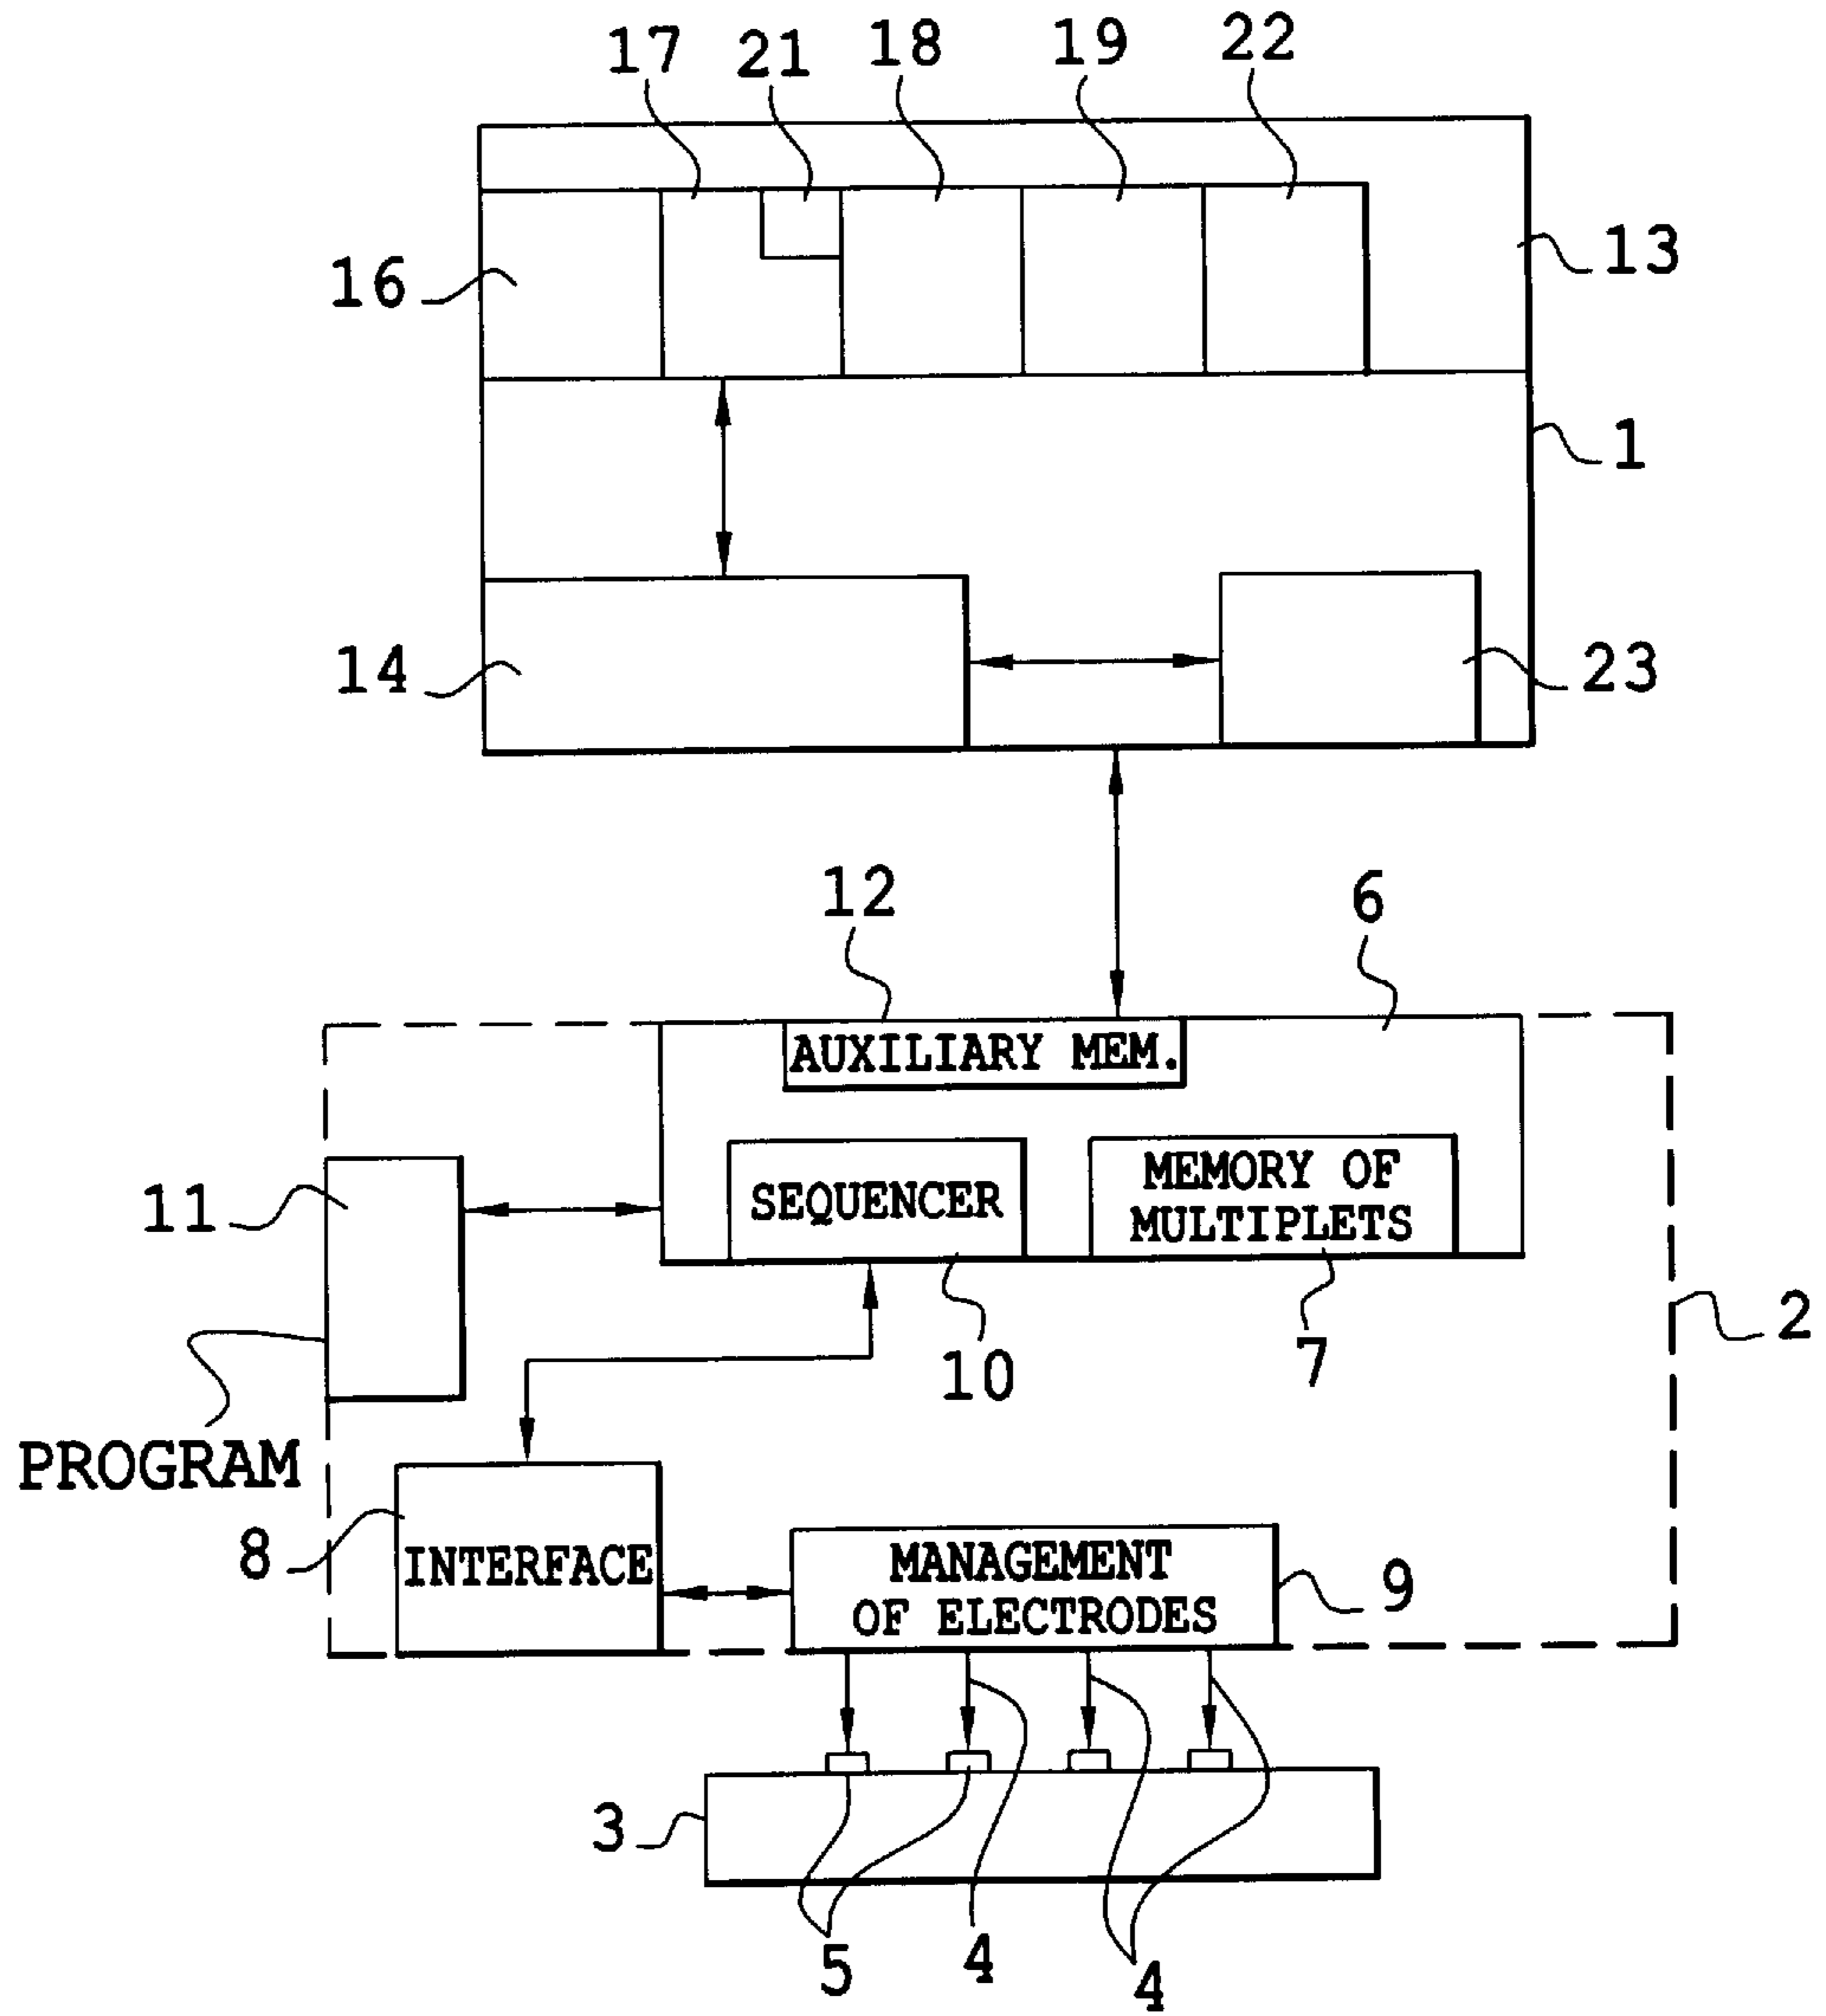 17 21 18 19 22
16
13
1
14
23
12
6
AUXILIARY MEM.
11
SEQUENCER
MEMORY OF
MULTIPLETS
10
7
2
PROGRAM
8
INTERFACE
MANAGEMENT
OF ELECTRODES
9
3
5
4
4